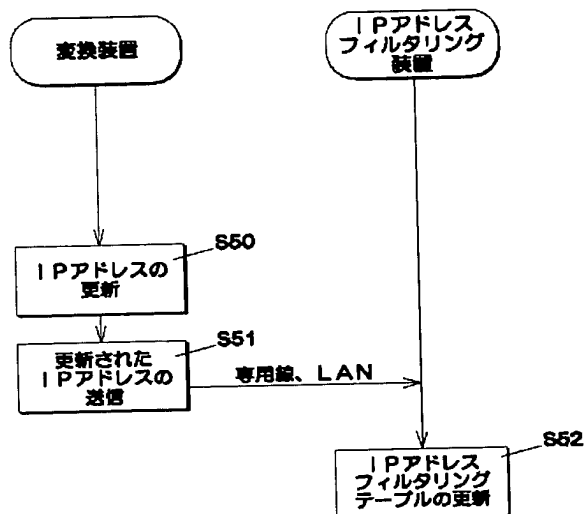 変換装置
IPアドレス
フィルタリング
装置
S50
IPアドレスの
更新
S51
更新された
IPアドレスの
送信
専用線、LAN
S52
IPアドレス
フィルタリング
テーブルの更新